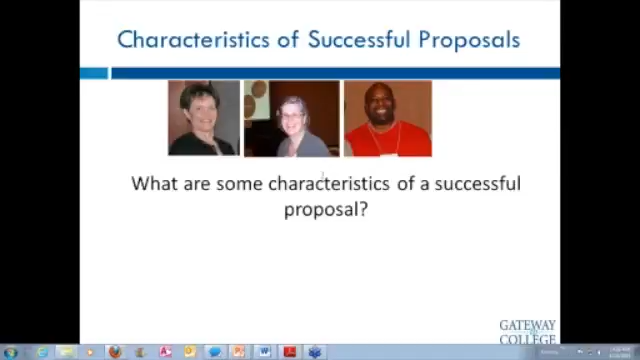 Characteristics of Successful Proposals
What are some characteristics of a successful
proposal?
GATEWAY
COLLEGE